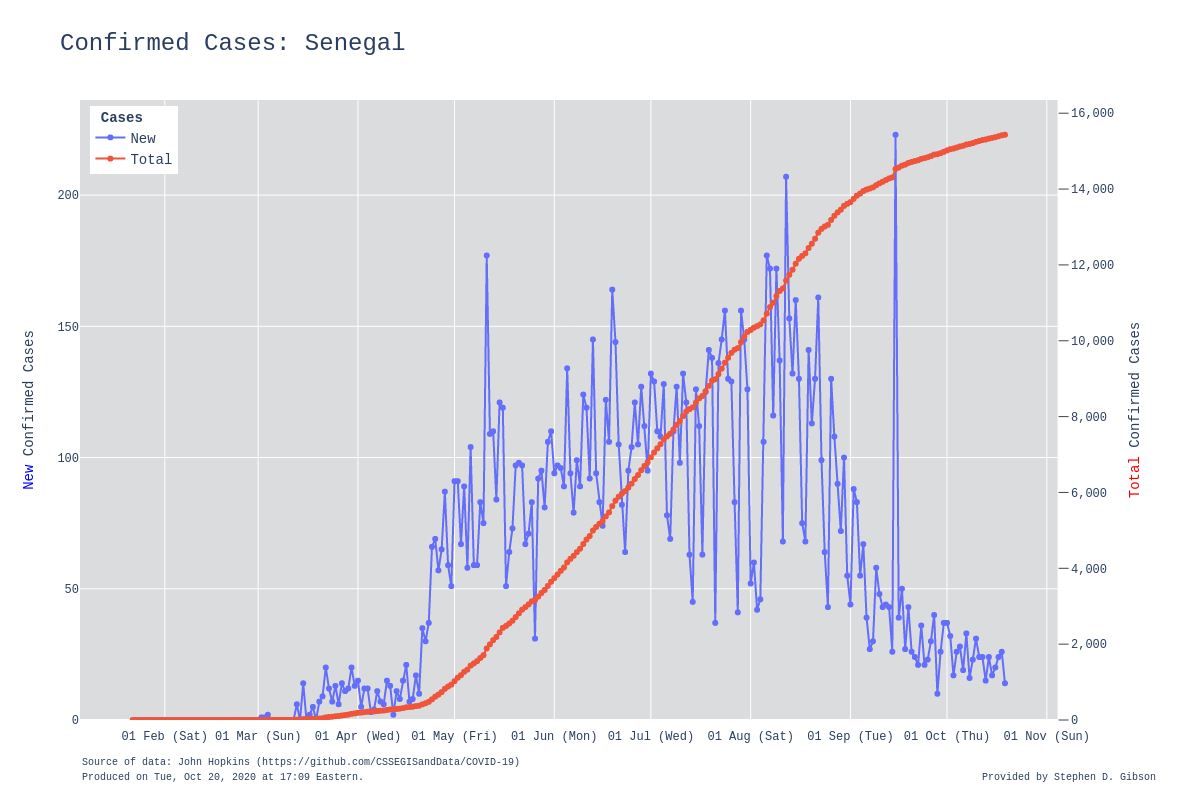 Confirmed Cases: Senegal
Cases
New
Total
200
150
100
50
0
New Confirmed Cases
16,000
14,000
12,000
10,000
8,000
6,000
4,000
2,000
0
Total Confirmed Cases
01 Feb (Sat) 01 Mar (Sun) 01 Apr (Wed) 01 May (Fri) 01 Jun (Mon) 01 Jul (Wed) 01 Aug (Sat) 01 Sep (Tue) 01 Oct (Thu) 01 Nov (Sun)
Source of data: John Hopkins (https://github.com/CSSEGISandData/COVID-19)
Produced on Tue, Oct 20, 2020 at 17:09 Eastern.
Provided by Stephen D. Gibson